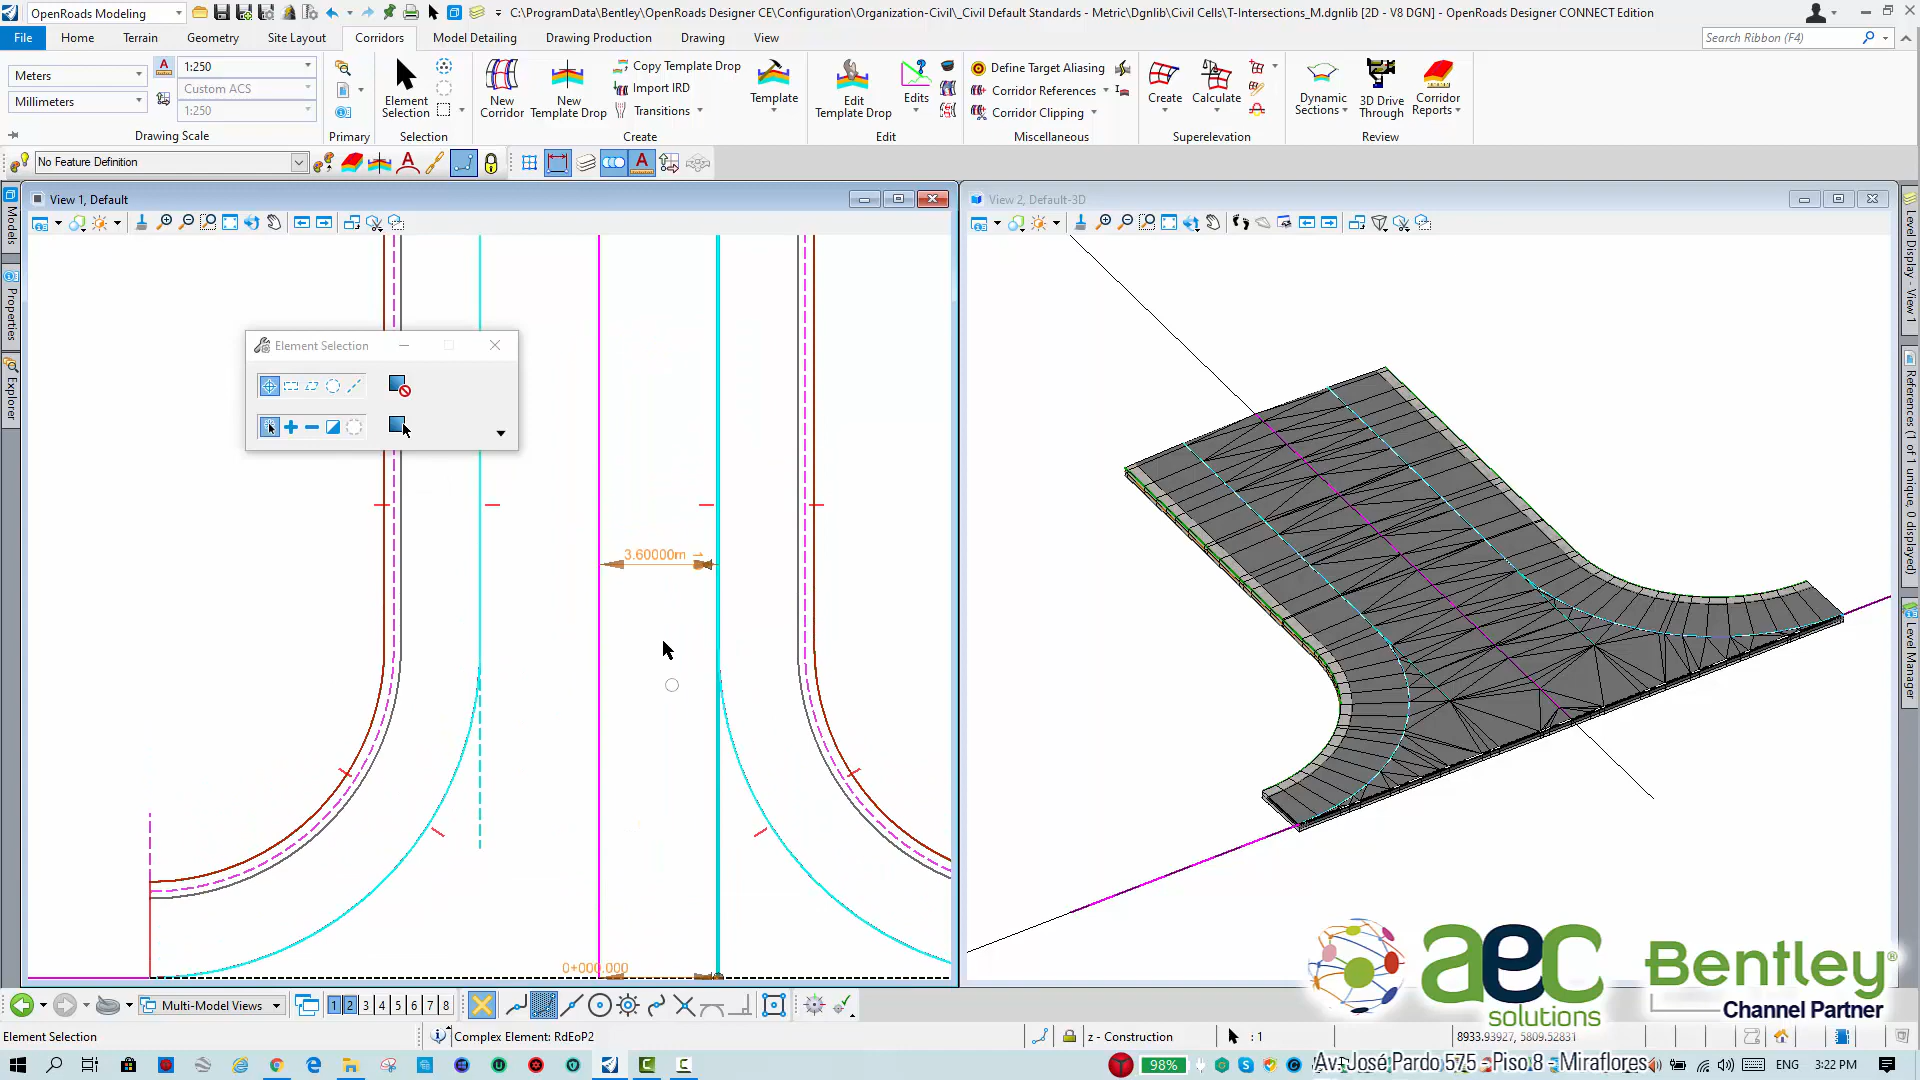 OpenRoads Modeling
C:\ProgramData\Bentley\OpenRoads Designer CE\Configuration\Organization-Civil\_Civil Default Standards - Metric\Dgnlib\Civil Cells\T-Intersections_M.dgnlib [2D - V8 DGN] - OpenRoads Designer CONNECT Edition
File Home Terrain Geometry Site Layout Corridors Model Detailing Drawing Production Drawing View
Search Ribbon (F4)
Meters
Millimeters
1:250
Custom ACS
1:250
Drawing Scale
Primary
Element Selection
Selection
New Corridor
New Template Drop
Copy Template Drop
Import IRD
Transitions
Template
Create
Edit Template Drop
Edits
Edit
Define Target Aliasing
Corridor References
Corridor Clipping
Miscellaneous
Create
Calculate
Superelevation
Dynamic Sections
3D Drive Through
Corridor Reports
Review
No Feature Definition
View 1, Default
View 2, Default-3D
Models
Properties
Explorer
Element Selection
3.60000m
0+000.000
Level Display - View 1
References (1 of 1 unique, 0 displayed)
Level Manager
aec solutions
Bentley®
Channel Partner
Multi-Model Views
1 2 3 4 5 6 7 8
Element Selection
Complex Element: RdEoP2
z - Construction
: 1
8933.93927, 5809.52831
98%
Av. José Pardo 575 - Piso 8 - Miraflores
ENG
3:22 PM